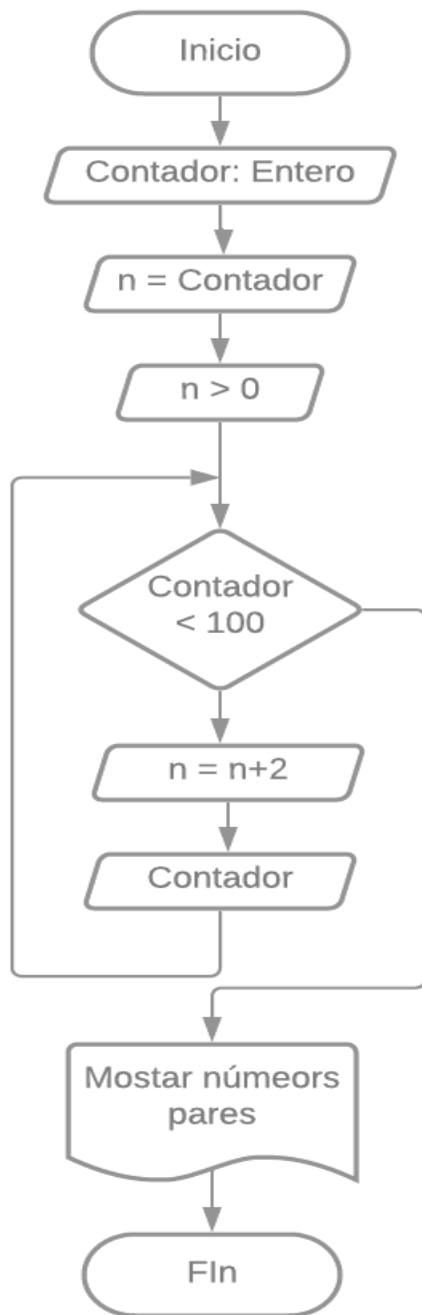 Inicio
Contador: Entero
n = Contador
n > 0
Contador
< 100
n = n+2
Contador
Mostar númeors
pares
FIn